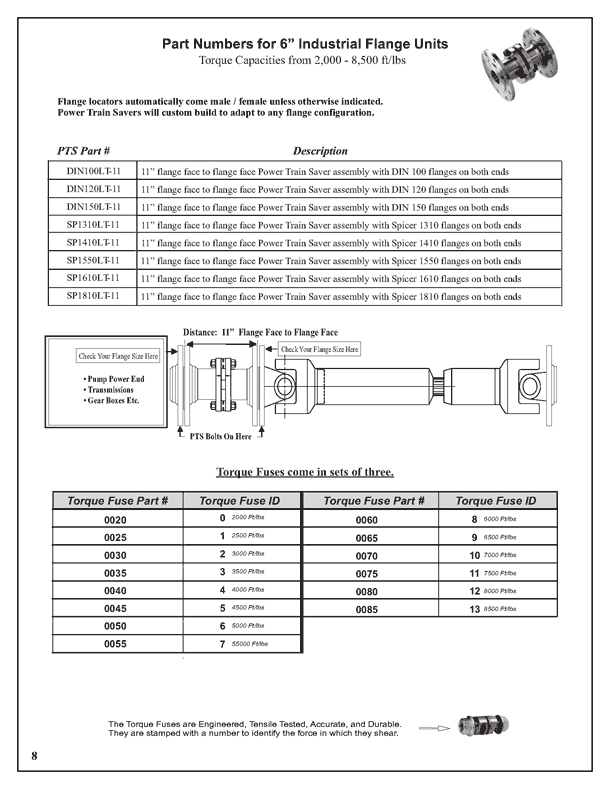 Part Numbers for 6” Industrial Flange Units
Torque Capacities from 2,000 - 8,500 ft/lbs
Flange locators automatically come male / female unless otherwise indicated.
Power Train Savers will custom build to adapt to any flange configuration.
PTS Part # Description
DIN100LT-11 11” flange face to flange face Power Train Saver assembly with DIN 100 flanges on both ends
DIN120LT-11 11” flange face to flange face Power Train Saver assembly with DIN 120 flanges on both ends
DIN150LT-11 11” flange face to flange face Power Train Saver assembly with DIN 150 flanges on both ends
SP1310LT-11 11” flange face to flange face Power Train Saver assembly with Spicer 1310 flanges on both ends
SP1410LT-11 11” flange face to flange face Power Train Saver assembly with Spicer 1410 flanges on both ends
SP1550LT-11 11” flange face to flange face Power Train Saver assembly with Spicer 1550 flanges on both ends
SP1610LT-11 11” flange face to flange face Power Train Saver assembly with Spicer 1610 flanges on both ends
SP1810LT-11 11” flange face to flange face Power Train Saver assembly with Spicer 1810 flanges on both ends
Distance: 11” Flange Face to Flange Face
Check Your Flange Size Here
Check Your Flange Size Here
• Pump Power End
• Transmissions
• Gear Boxes Etc.
PTS Bolts On Here
Torque Fuses come in sets of three.
Torque Fuse Part # Torque Fuse ID Torque Fuse Part # Torque Fuse ID
0020 0 2000 Ft/lbs 0060 8 6000 Ft/lbs
0025 1 2500 Ft/lbs 0065 9 6500 Ft/lbs
0030 2 3000 Ft/lbs 0070 10 7000 Ft/lbs
0035 3 3500 Ft/lbs 0075 11 7500 Ft/lbs
0040 4 4000 Ft/lbs 0080 12 8000 Ft/lbs
0045 5 4500 Ft/lbs 0085 13 8500 Ft/lbs
0050 6 5000 Ft/lbs
0055 7 55000 Ft/lbs
The Torque Fuses are Engineered, Tensile Tested, Accurate, and Durable.
They are stamped with a number to identify the force in which they shear.
8